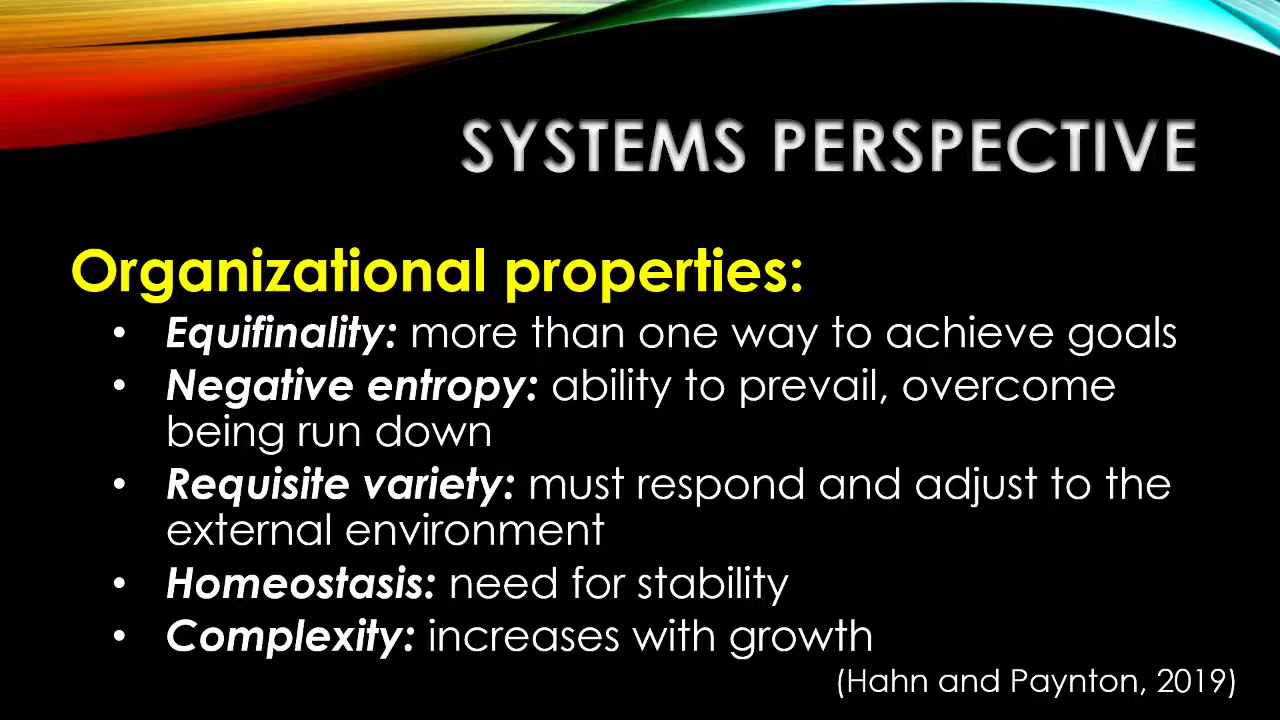 SYSTEMS PERSPECTIVE
Organizational properties:
• Equifinality: more than one way to achieve goals
• Negative entropy: ability to prevail, overcome
being run down
• Requisite variety: must respond and adjust to the
external environment
• Homeostasis: need for stability
• Complexity: increases with growth
(Hahn and Paynton, 2019)